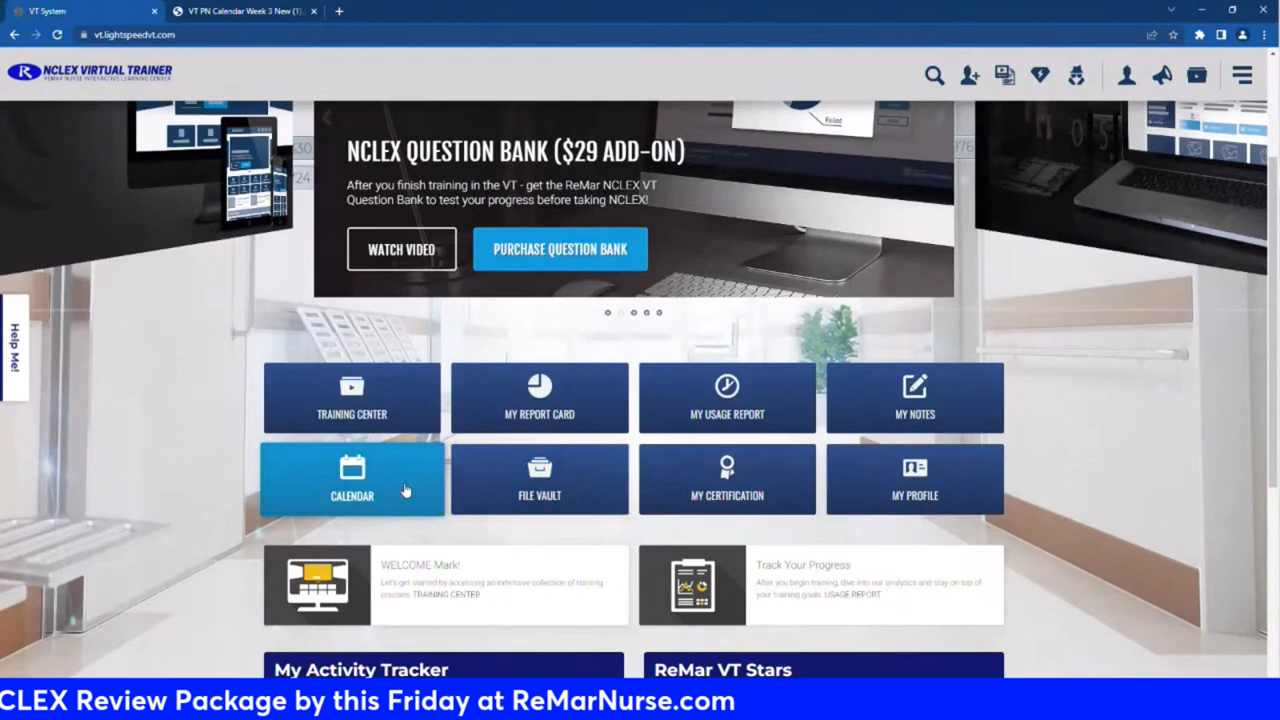 VT System
VT PN Calendar Week 3 New (1).
vt.lightspeedvt.com
R NCLEX VIRTUAL TRAINER
REMAR NURSE INTERACTIVE LEARNING CENTER
Failed
NCLEX QUESTION BANK ($29 ADD-ON)
After you finish training in the VT - get the ReMar NCLEX VT
Question Bank to test your progress before taking NCLEX!
WATCH VIDEO
PURCHASE QUESTION BANK
Help Me!
TRAINING CENTER
MY REPORT CARD
MY USAGE REPORT
MY NOTES
CALENDAR
FILE VAULT
MY CERTIFICATION
MY PROFILE
WELCOME Mark!
Let's get started by accessing an extensive collection of training
courses. TRAINING CENTER
Track Your Progress
After you begin training, dive into our analytics and stay on top of
your training goals. USAGE REPORT
My Activity Tracker
ReMar VT Stars
CLEX Review Package by this Friday at ReMarNurse.com